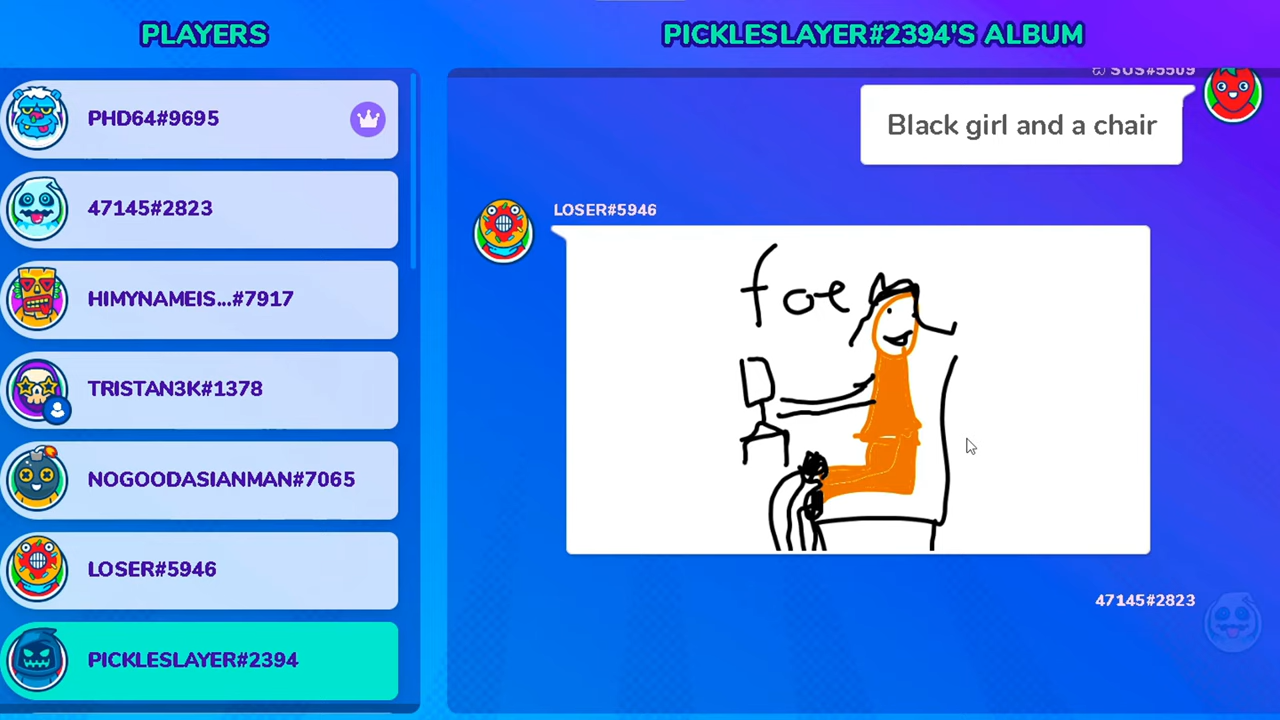 PLAYERS
PICKLESLAYER#2394'S ALBUM
PHD64#9695
47145#2823
HIMYNAMEIS...#7917
TRISTAN3K#1378
NOGOODASIANMAN#7065
LOSER#5946
PICKLESLAYER#2394
SUS#5509
Black girl and a chair
LOSER#5946
foe
47145#2823